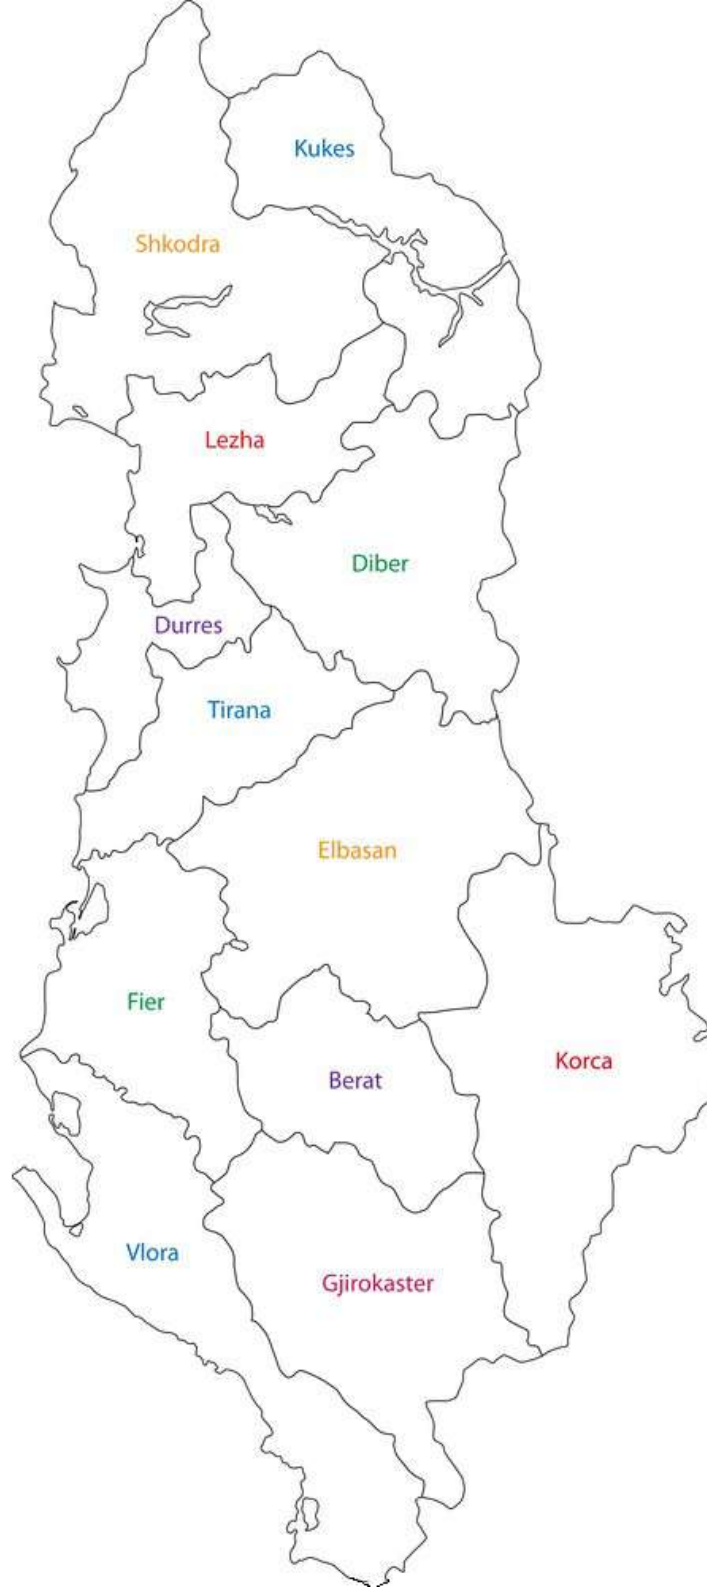 Kukes
Shkodra
Lezha
Diber
Durres
Tirana
Elbasan
Fier
Korca
Berat
Vlora
Gjirokaster